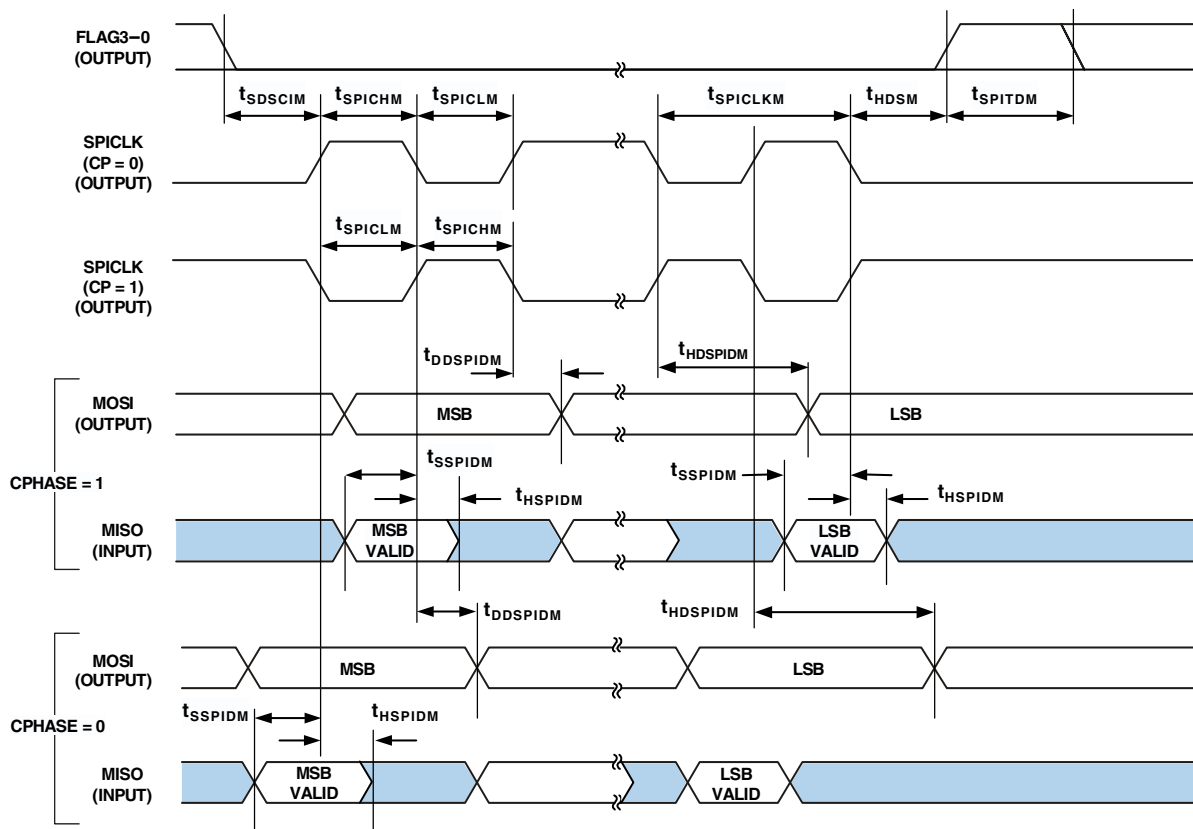 FLAG3–0
(OUTPUT)
tSDSCIM tSPICHM tSPICLM tSPICLKM tHDSM tSPITDM
SPICLK
(CP = 0)
(OUTPUT)
tSPICLM tSPICHM
SPICLK
(CP = 1)
(OUTPUT)
tDDSPIDM tHDSPIDM
CPHASE = 1
MOSI
(OUTPUT)
MSB LSB
tSSPIDM tSSPIDM
tHSPIDM tHSPIDM
MISO
(INPUT)
MSB
VALID
LSB
VALID
tDDSPIDM tHDSPIDM
CPHASE = 0
MOSI
(OUTPUT)
MSB LSB
tSSPIDM tHSPIDM
MISO
(INPUT)
MSB
VALID
LSB
VALID